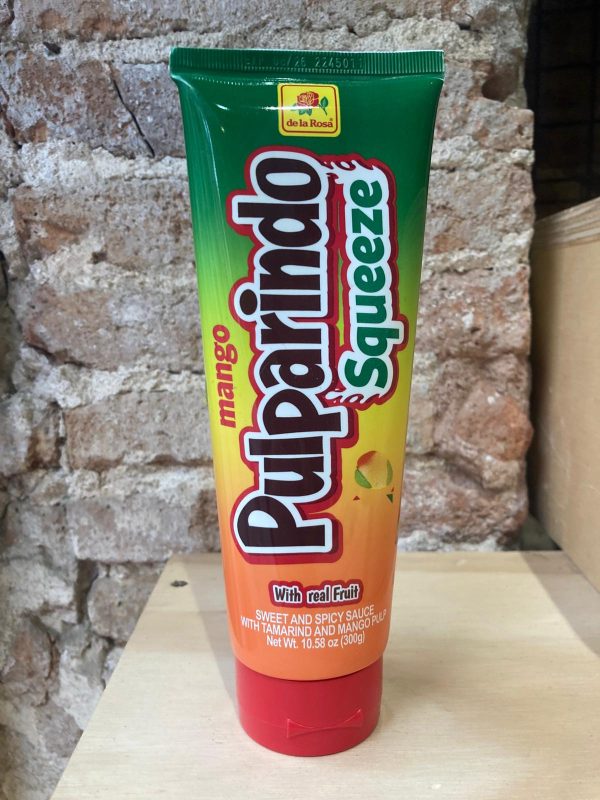 2245011
de la Rosa
mango
Pulparindo
Squeeze
With real Fruit
SWEET AND SPICY SAUCE
WITH TAMARIND AND MANGO PULP
Net Wt. 10.58 oz (300g)